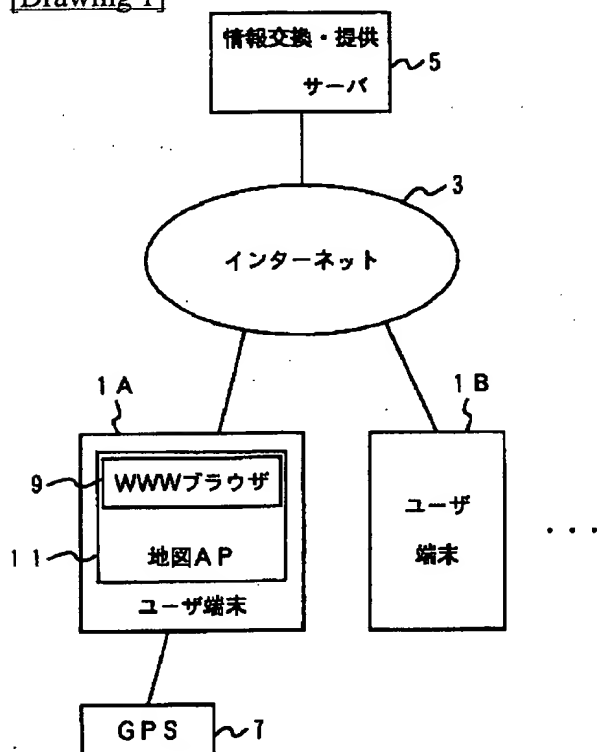 [Drawing 1]
情報交換・提供
サーバ
5
3
インターネット
1A
1B
9
WWWブラウザ
11
地図AP
ユーザ端末
ユーザ
端末
・・・
GPS
7